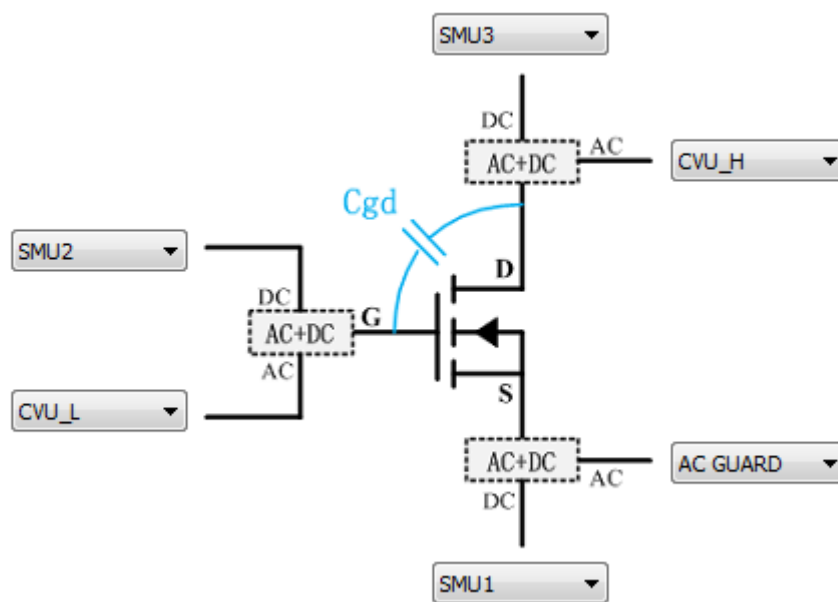 SMU3
DC
AC+DC
AC
CVU_H
Cgd
SMU2
D
DC
G
AC+DC
AC
S
CVU_L
AC+DC
AC
AC GUARD
DC
SMU1